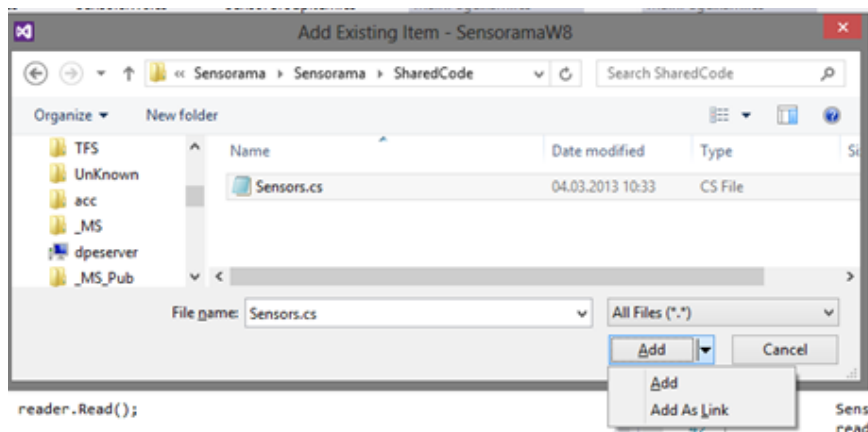 Add Existing Item - SensoramaW8
« Sensorama Sensorama SharedCode
Search SharedCode
Organize New folder
TFS
UnKnown
acc
_MS
dpeserver
_MS_Pub
Name Date modified Type Si
Sensors.cs 04.03.2013 10:33 CS File
File name: Sensors.cs All Files (*.*)
Add Cancel
Add
Add As Link
reader.Read();
Sens